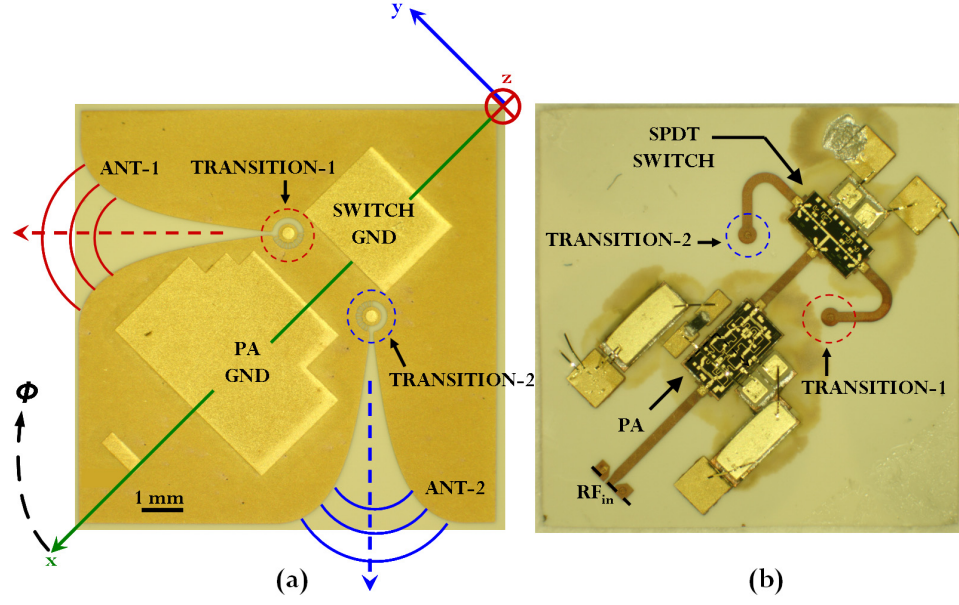 y
z
ANT-1
TRANSITION-1
SWITCH
GND
PA
GND
TRANSITION-2
ANT-2
Φ
1 mm
x
(a)
SPDT
SWITCH
TRANSITION-2
TRANSITION-1
PA
RFin
(b)